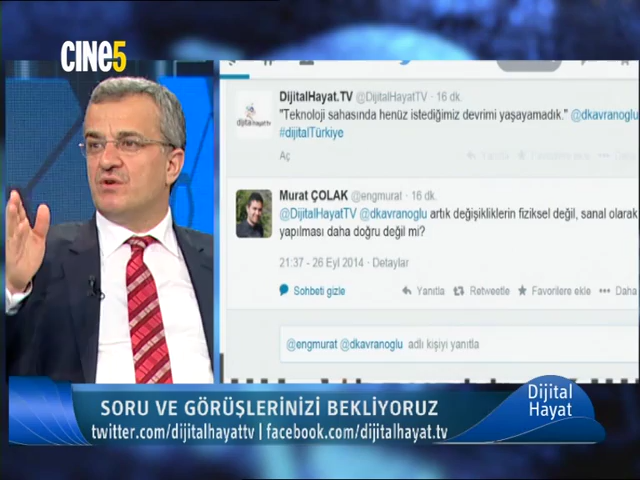 CINE5
DijitalHayat.TV @DijitalHayatTV · 16 dk.
"Teknoloji sahasında henüz istediğimiz devrimi yaşayamadık." @dkavranoglu
#dijitalTürkiye
Aç
Murat ÇOLAK @engmurat · 16 dk.
@DijitalHayatTV @dkavranoglu artık değişikliklerin fiziksel değil, sanal olarak
yapılması daha doğru değil mi?
21:37 - 26 Eyl 2014 · Detaylar
Sohbeti gizle Yanıtla Retweetle Favorilere ekle ••• Daha
@engmurat @dkavranoglu adlı kişiyi yanıtla
SORU VE GÖRÜŞLERİNİZİ BEKLİYORUZ
twitter.com/dijitalhayattv | facebook.com/dijitalhayat.tv
Dijital
Hayat